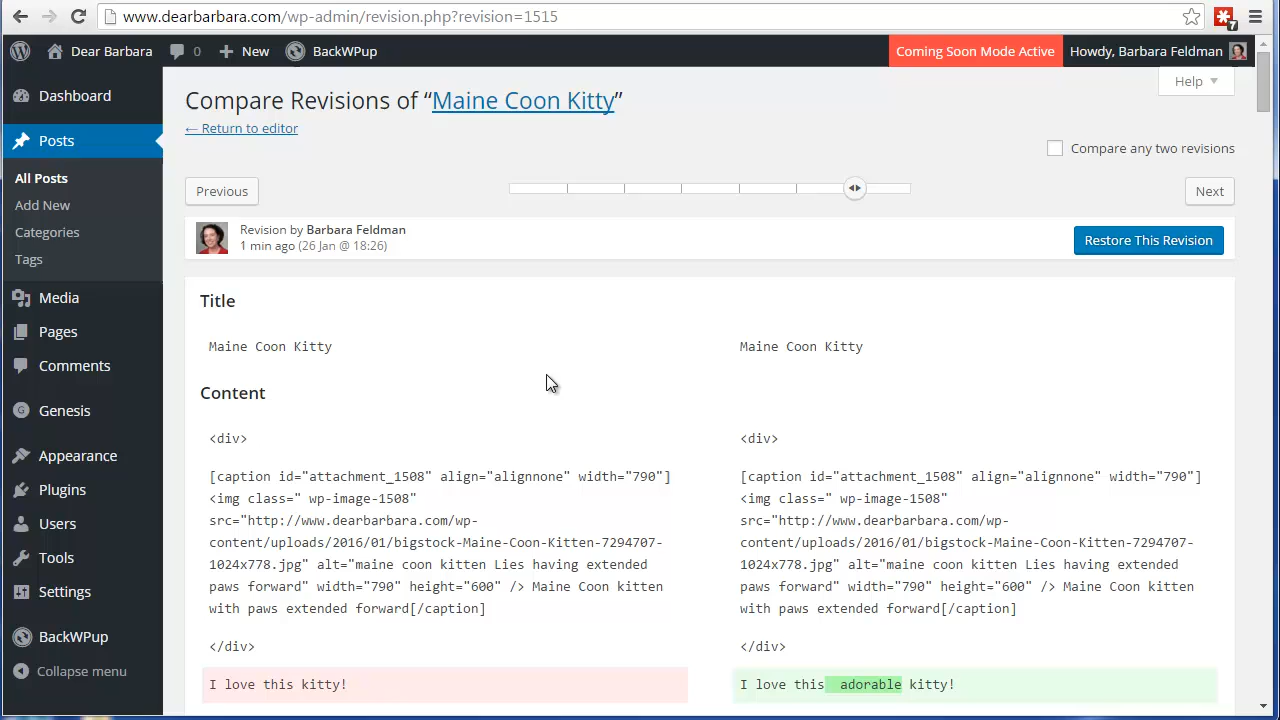 www.dearbarbara.com/wp-admin/revision.php?revision=1515
7
Dear Barbara 0 New BackWPup Coming Soon Mode Active Howdy, Barbara Feldman
Help
Dashboard
Posts
All Posts
Add New
Categories
Tags
Media
Pages
Comments
Genesis
Appearance
Plugins
Users
Tools
Settings
BackWPup
Collapse menu
Compare Revisions of “Maine Coon Kitty”
← Return to editor
Compare any two revisions
Previous
Next
Revision by Barbara Feldman
1 min ago (26 Jan @ 18:26)
Restore This Revision
Title
Maine Coon Kitty
Maine Coon Kitty
Content
<div>
[caption id="attachment_1508" align="alignnone" width="790"]
<img class=" wp-image-1508"
src="http://www.dearbarbara.com/wp-
content/uploads/2016/01/bigstock-Maine-Coon-Kitten-7294707-
1024x778.jpg" alt="maine coon kitten Lies having extended
paws forward" width="790" height="600" /> Maine Coon kitten
with paws extended forward[/caption]
</div>
I love this kitty!
<div>
[caption id="attachment_1508" align="alignnone" width="790"]
<img class=" wp-image-1508"
src="http://www.dearbarbara.com/wp-
content/uploads/2016/01/bigstock-Maine-Coon-Kitten-7294707-
1024x778.jpg" alt="maine coon kitten Lies having extended
paws forward" width="790" height="600" /> Maine Coon kitten
with paws extended forward[/caption]
</div>
I love this adorable kitty!